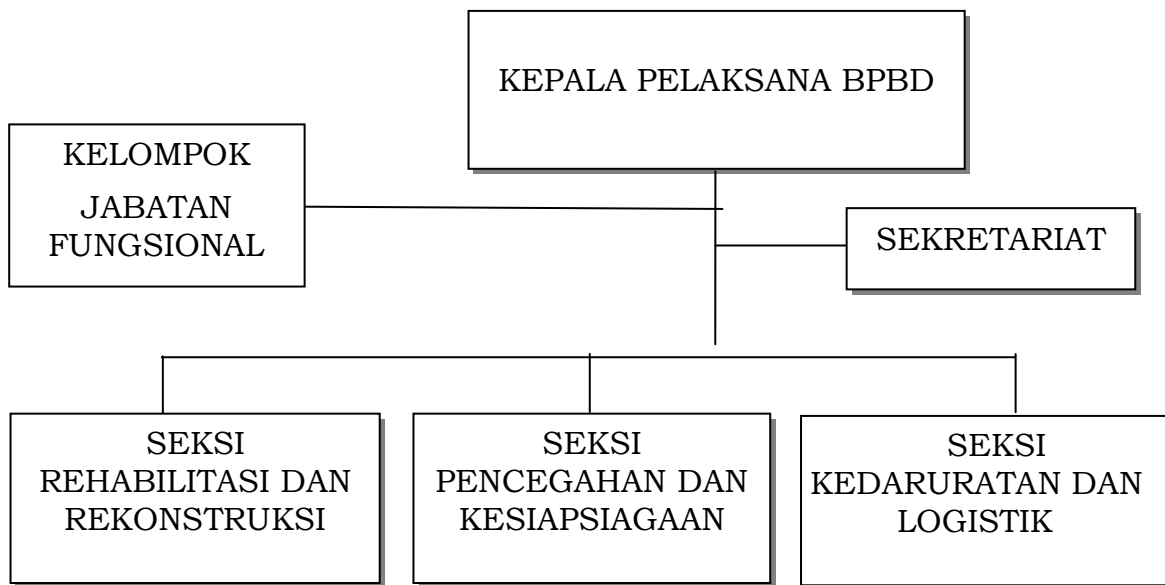 KEPALA PELAKSANA BPBD
KELOMPOK
JABATAN
FUNGSIONAL
SEKRETARIAT
SEKSI
REHABILITASI DAN
REKONSTRUKSI
SEKSI
PENCEGAHAN DAN
KESIAPSIAGAAN
SEKSI
KEDARURATAN DAN
LOGISTIK